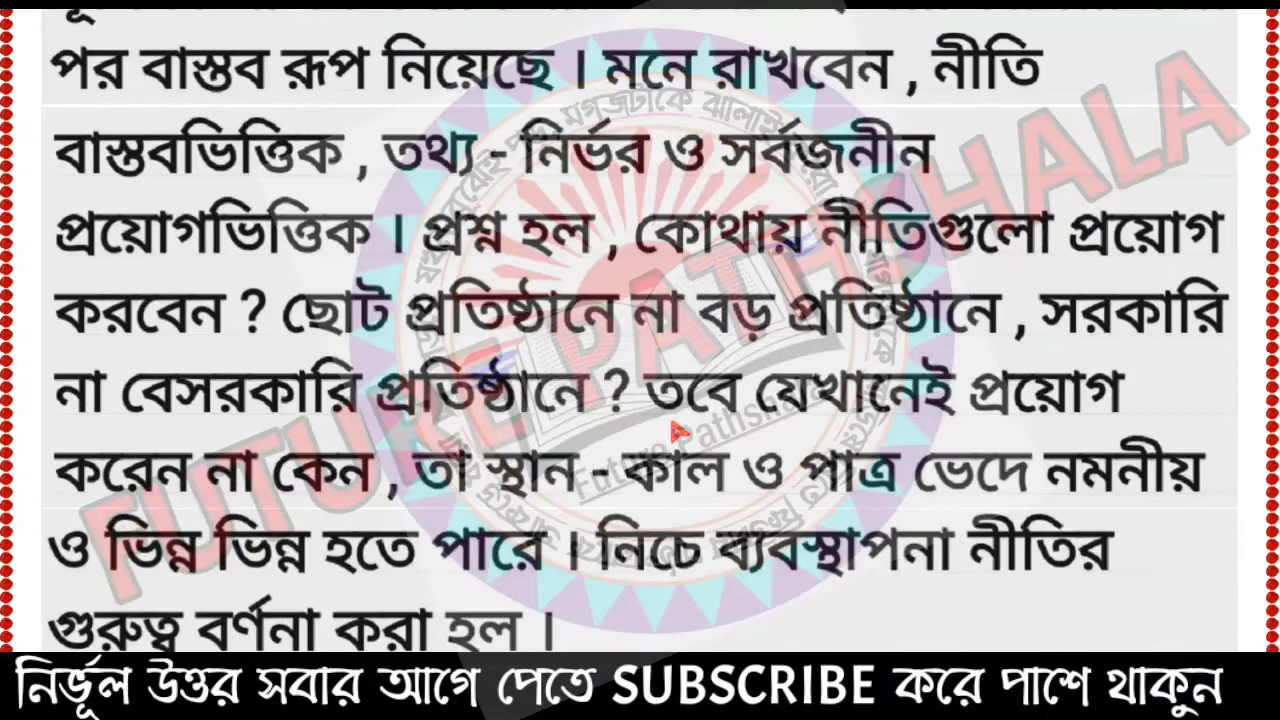 পর বাস্তব রূপ নিয়েছে । মনে রাখবেন , নীতি
বাস্তবভিত্তিক , তথ্য - নির্ভর ও সর্বজনীন
প্রয়োগভিত্তিক । প্রশ্ন হল , কোথায় নীতিগুলো প্রয়োগ
করবেন ? ছোট প্রতিষ্ঠানে না বড় প্রতিষ্ঠানে , সরকারি
না বেসরকারি প্রতিষ্ঠানে ? তবে যেখানেই প্রয়োগ
করেন না কেন , তা স্থান - কাল ও পাত্র ভেদে নমনীয়
ও ভিন্ন ভিন্ন হতে পারে । নিচে ব্যবস্থাপনা নীতির
গুরুত্ব বর্ণনা করা হল ।
FUTURE PATHSHALA
নির্ভূল উত্তর সবার আগে পেতে SUBSCRIBE করে পাশে থাকুন